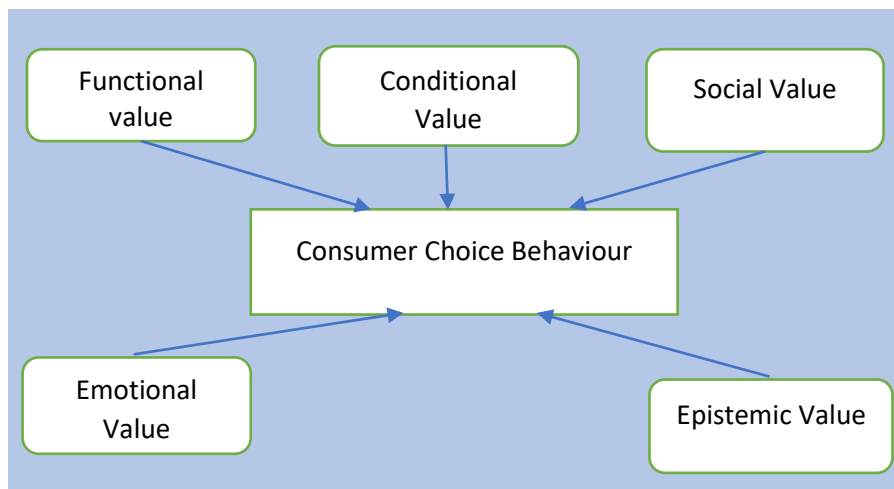 Functional
value
Conditional
Value
Social Value
Consumer Choice Behaviour
Emotional
Value
Epistemic Value